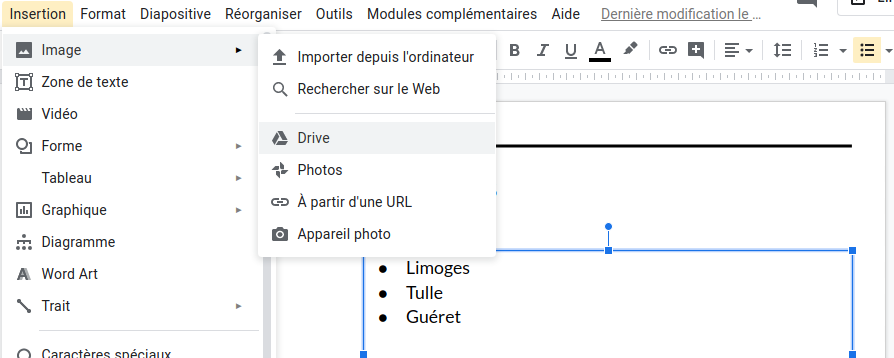 Insertion Format Diapositive Réorganiser Outils Modules complémentaires Aide Dernière modification le ...
Image
Zone de texte
Vidéo
Forme
Tableau
Graphique
Diagramme
Word Art
Trait
Caractères spéciaux
Importer depuis l'ordinateur
Rechercher sur le Web
Drive
Photos
À partir d'une URL
Appareil photo
B I U A
Limoges
Tulle
Guéret